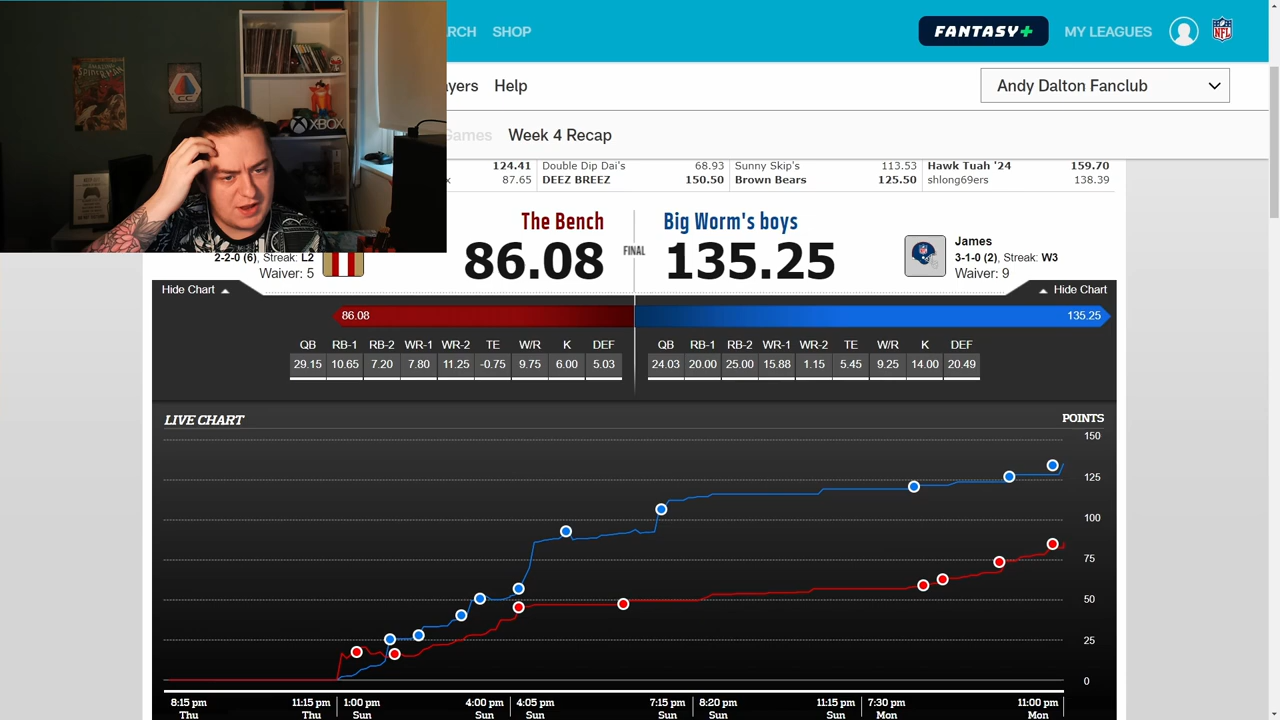 ARCH SHOP FANTASY+ MY LEAGUES NFL
ayers Help Andy Dalton Fanclub
Games Week 4 Recap
124.41 Double Dip Dai's 68.93 Sunny Skip's 113.53 Hawk Tuah '24 159.70
x 87.65 DEEZ BREEZ 150.50 Brown Bears 125.50 shlong69ers 138.39
XBOX
The Bench Big Worm's boys
86.08 FINAL 135.25
James
2-2-0 (6), Streak: L2 3-1-0 (2), Streak: W3
Waiver: 5 Waiver: 9
Hide Chart Hide Chart
86.08 135.25
QB RB-1 RB-2 WR-1 WR-2 TE W/R K DEF QB RB-1 RB-2 WR-1 WR-2 TE W/R K DEF
29.15 10.65 7.20 7.80 11.25 -0.75 9.75 6.00 5.03 24.03 20.00 25.00 15.88 1.15 5.45 9.25 14.00 20.49
LIVE CHART POINTS
150
125
100
75
50
25
0
8:15 pm 11:15 pm 1:00 pm 4:00 pm 4:05 pm 7:15 pm 8:20 pm 11:15 pm 7:30 pm 11:00 pm
Thu Thu Sun Sun Sun Sun Sun Sun Mon Mon